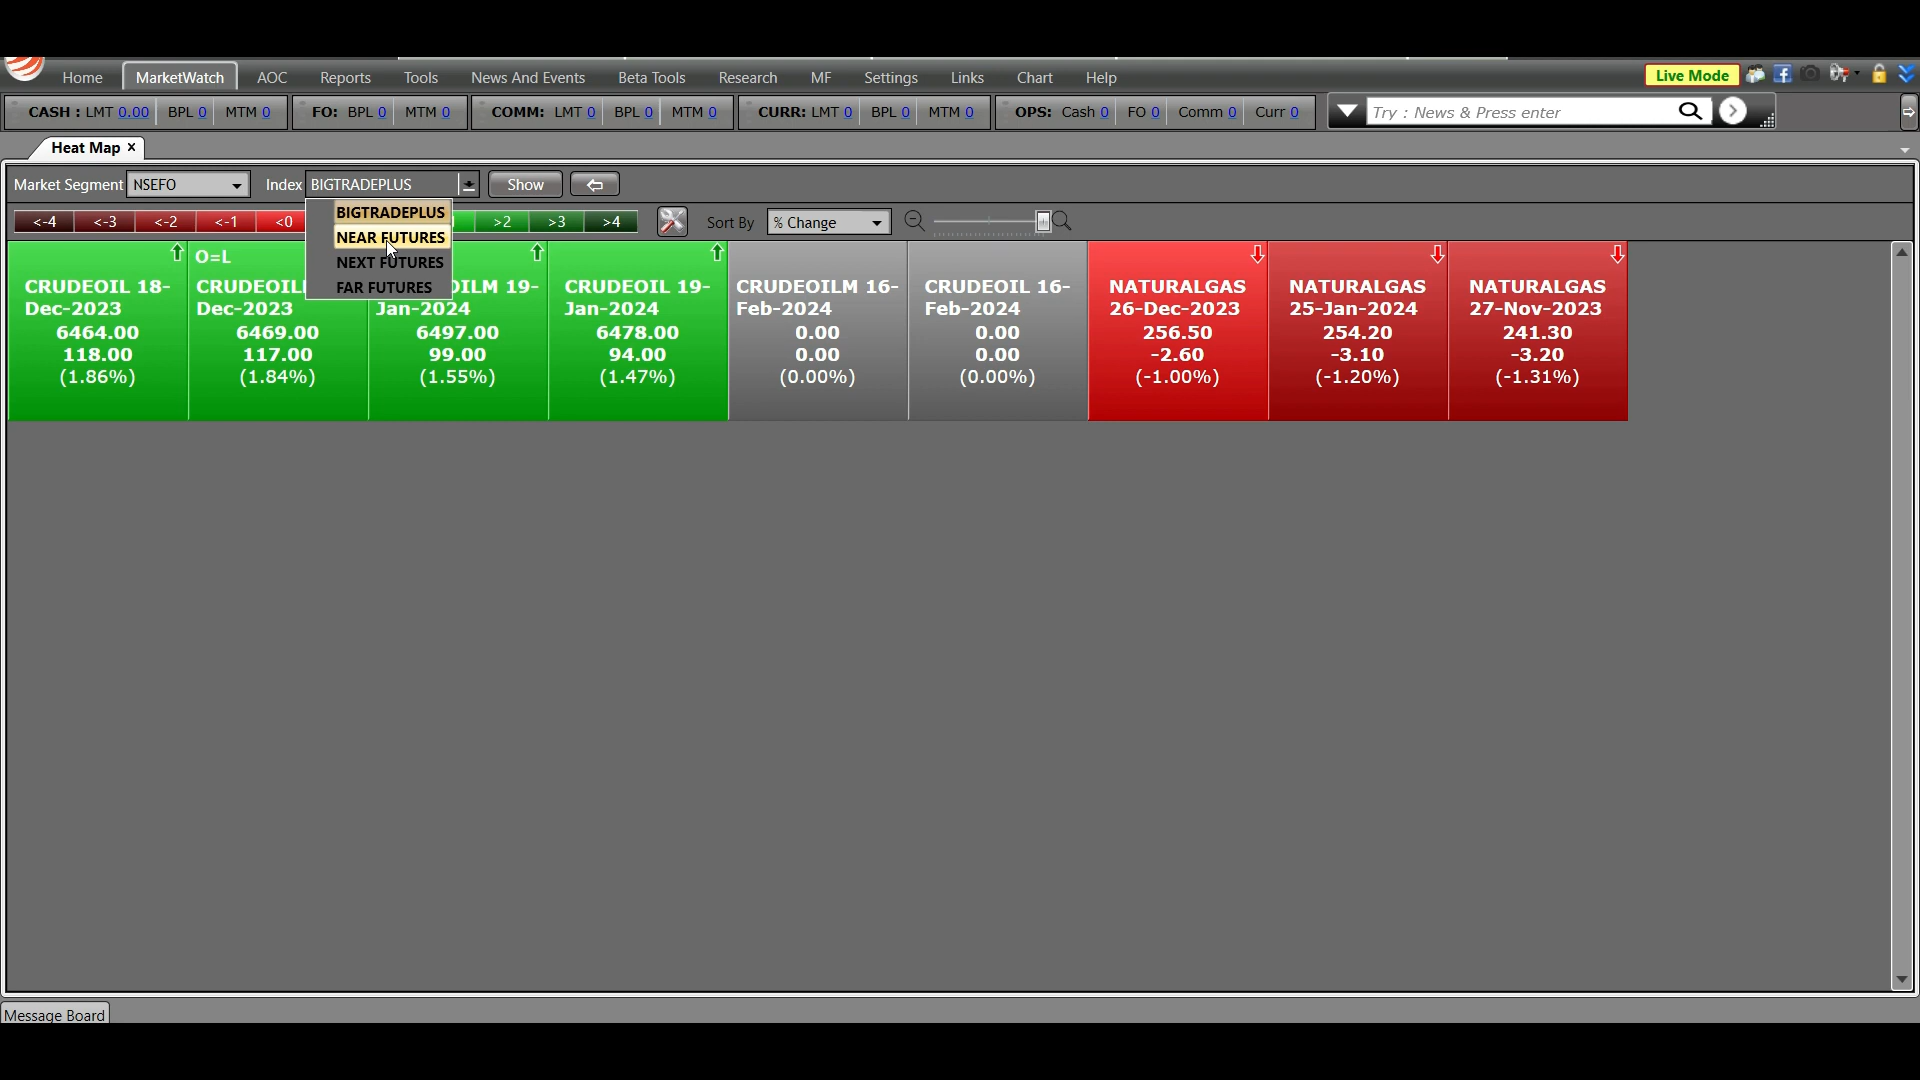 Home MarketWatch AOC Reports Tools News And Events Beta Tools Research MF Settings Links Chart Help Live Mode
CASH : LMT 0.00 BPL 0 MTM 0 FO: BPL 0 MTM 0 COMM: LMT 0 BPL 0 MTM 0 CURR: LMT 0 BPL 0 MTM 0 OPS: Cash 0 FO 0 Comm 0 Curr 0 Try : News & Press enter
Heat Map ×
Market Segment NSEFO Index BIGTRADEPLUS Show
BIGTRADEPLUS
NEAR FUTURES
NEXT FUTURES
FAR FUTURES
<-4 <-3 <-2 <-1 <0 >2 >3 >4 Sort By % Change
O=L
CRUDEOIL 18-
Dec-2023
6464.00
118.00
(1.86%)
Dec-2023
6469.00
117.00
(1.84%)
19-
Jan-2024
6497.00
99.00
(1.55%)
CRUDEOIL 19-
Jan-2024
6478.00
94.00
(1.47%)
CRUDEOILM 16-
Feb-2024
0.00
0.00
(0.00%)
CRUDEOIL 16-
Feb-2024
0.00
0.00
(0.00%)
NATURALGAS
26-Dec-2023
256.50
-2.60
(-1.00%)
NATURALGAS
25-Jan-2024
254.20
-3.10
(-1.20%)
NATURALGAS
27-Nov-2023
241.30
-3.20
(-1.31%)
Message Board